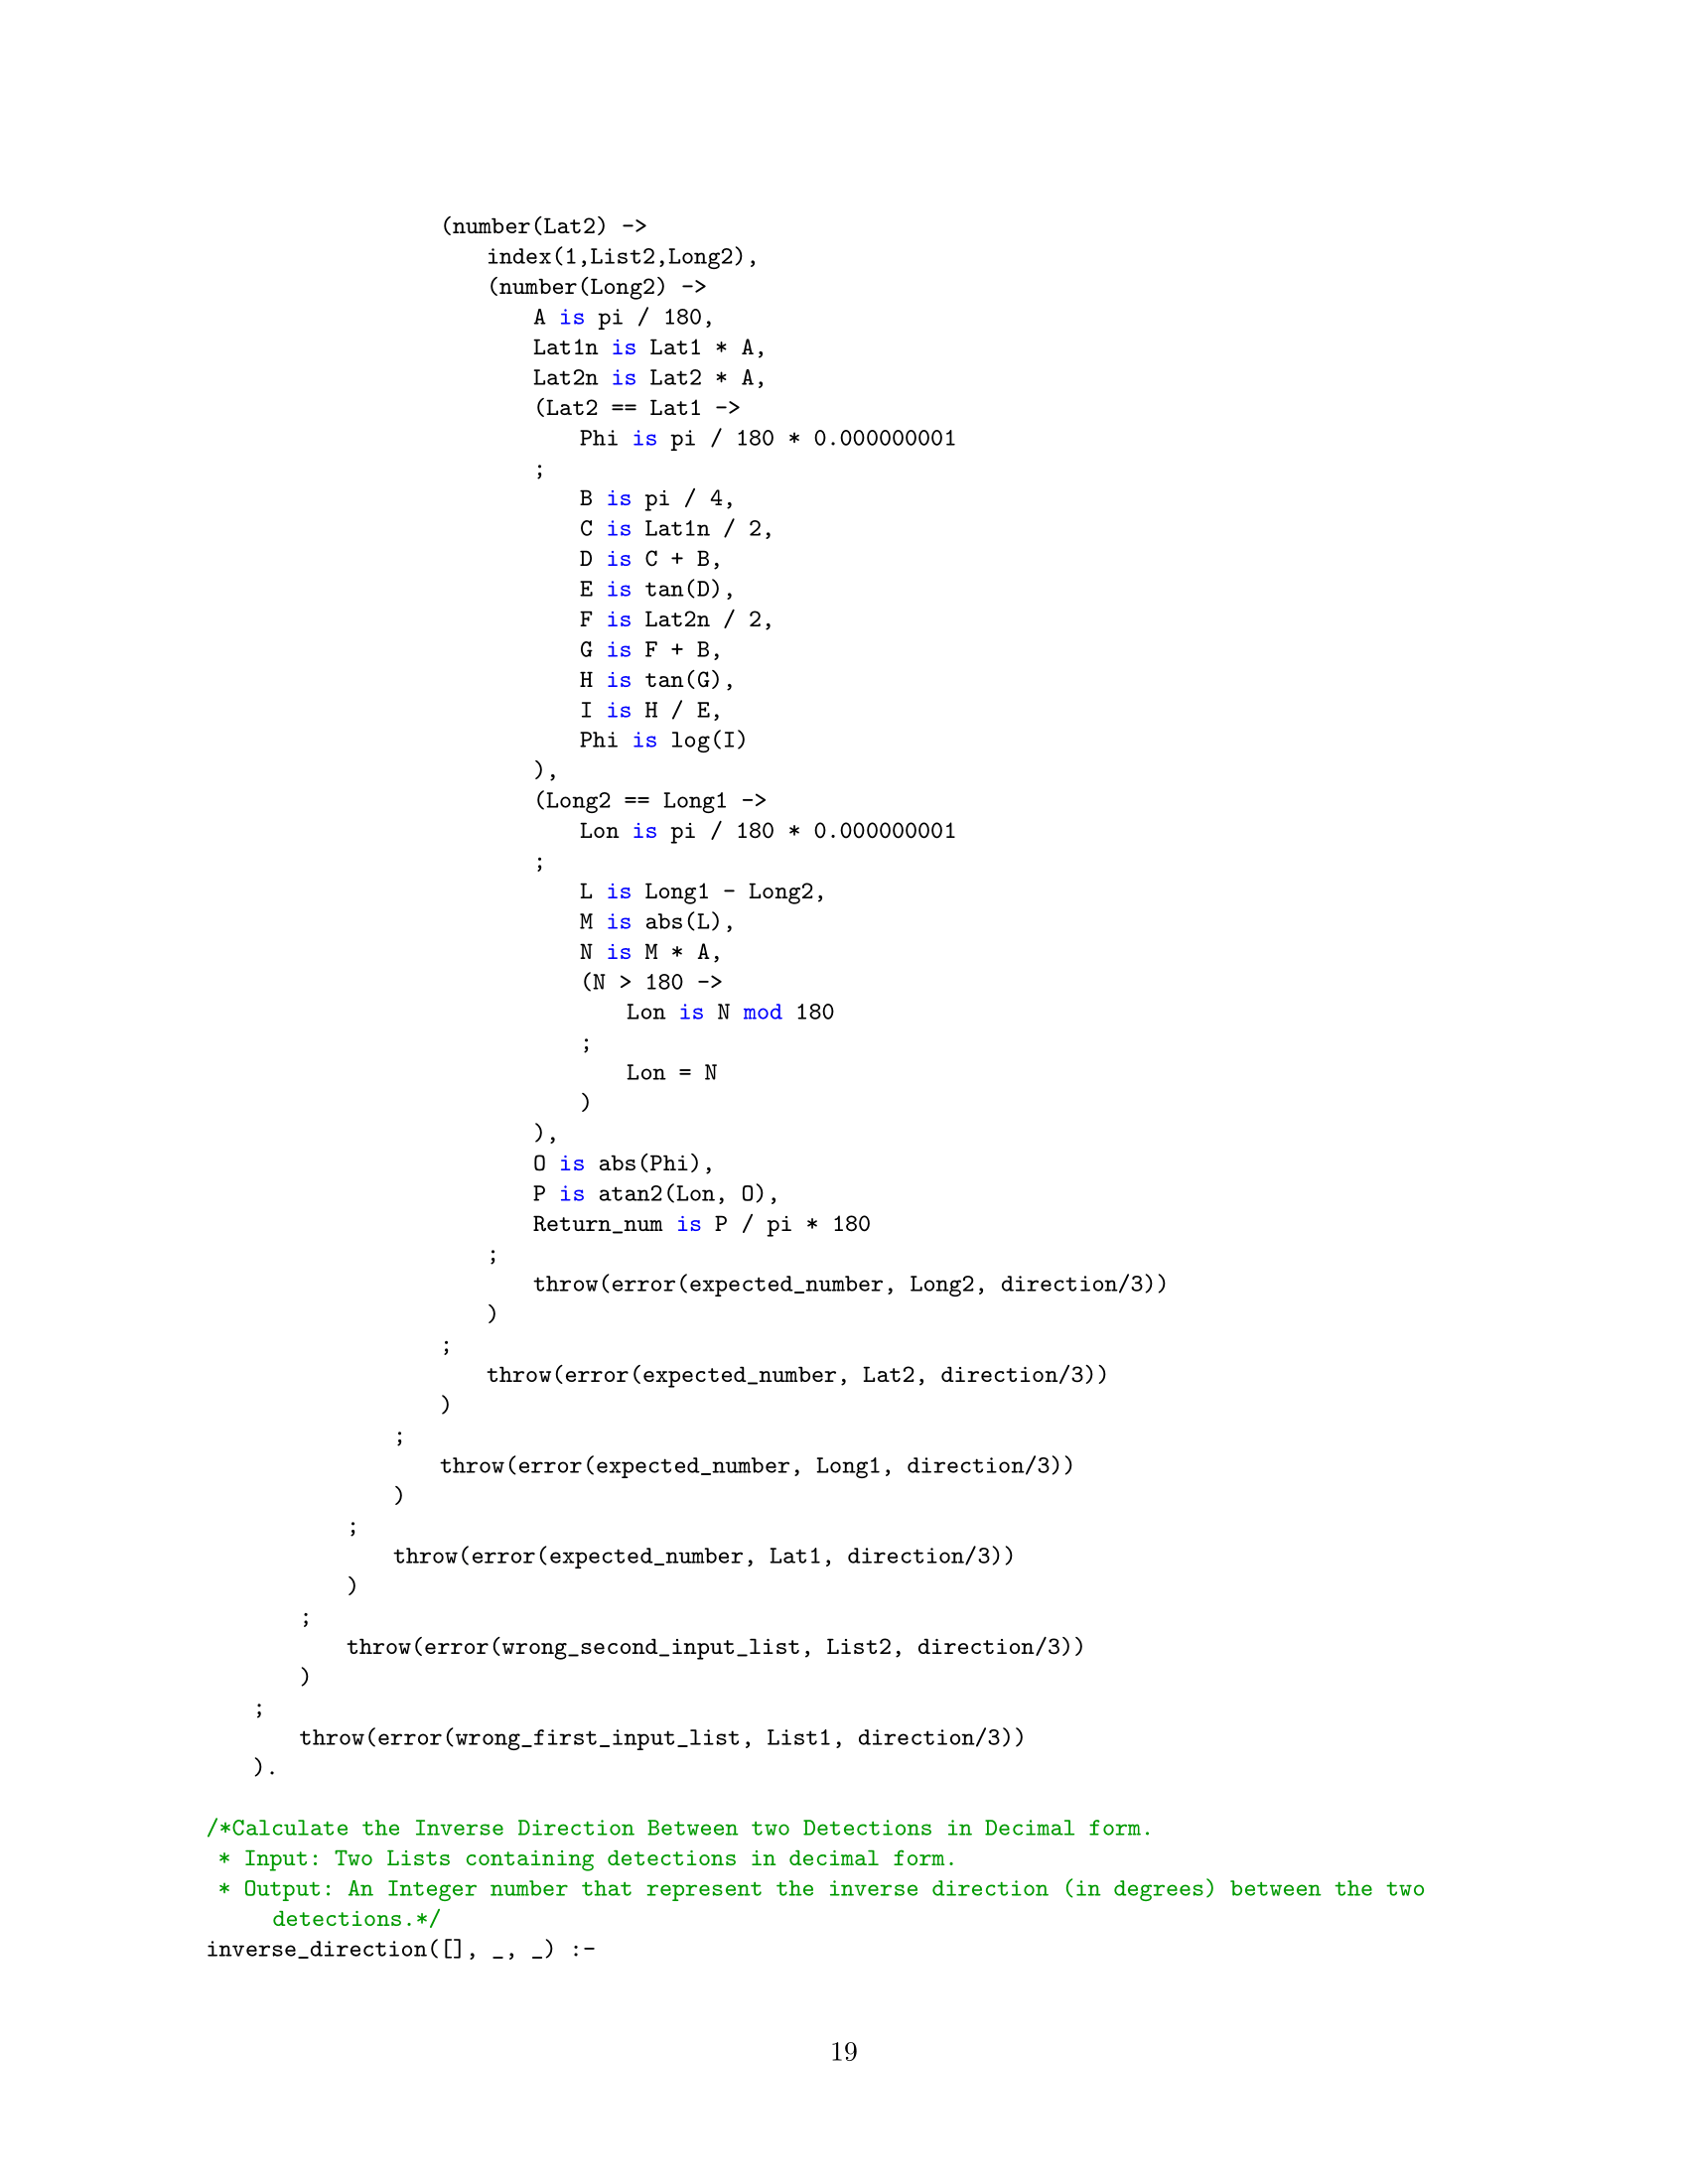 (number(Lat2) ->
index(1,List2,Long2),
(number(Long2) ->
A is pi / 180,
Lat1n is Lat1 * A,
Lat2n is Lat2 * A,
(Lat2 == Lat1 ->
Phi is pi / 180 * 0.000000001
;
B is pi / 4,
C is Lat1n / 2,
D is C + B,
E is tan(D),
F is Lat2n / 2,
G is F + B,
H is tan(G),
I is H / E,
Phi is log(I)
),
(Long2 == Long1 ->
Lon is pi / 180 * 0.000000001
;
L is Long1 - Long2,
M is abs(L),
N is M * A,
(N > 180 ->
Lon is N mod 180
;
Lon = N
)
),
O is abs(Phi),
P is atan2(Lon, O),
Return_num is P / pi * 180
;
throw(error(expected_number, Long2, direction/3))
)
;
throw(error(expected_number, Lat2, direction/3))
)
;
throw(error(expected_number, Long1, direction/3))
)
;
throw(error(expected_number, Lat1, direction/3))
)
;
throw(error(wrong_second_input_list, List2, direction/3))
)
;
throw(error(wrong_first_input_list, List1, direction/3))
).
/*Calculate the Inverse Direction Between two Detections in Decimal form.
* Input: Two Lists containing detections in decimal form.
* Output: An Integer number that represent the inverse direction (in degrees) between the two
detections.*/
inverse_direction([], _, _) :-
19